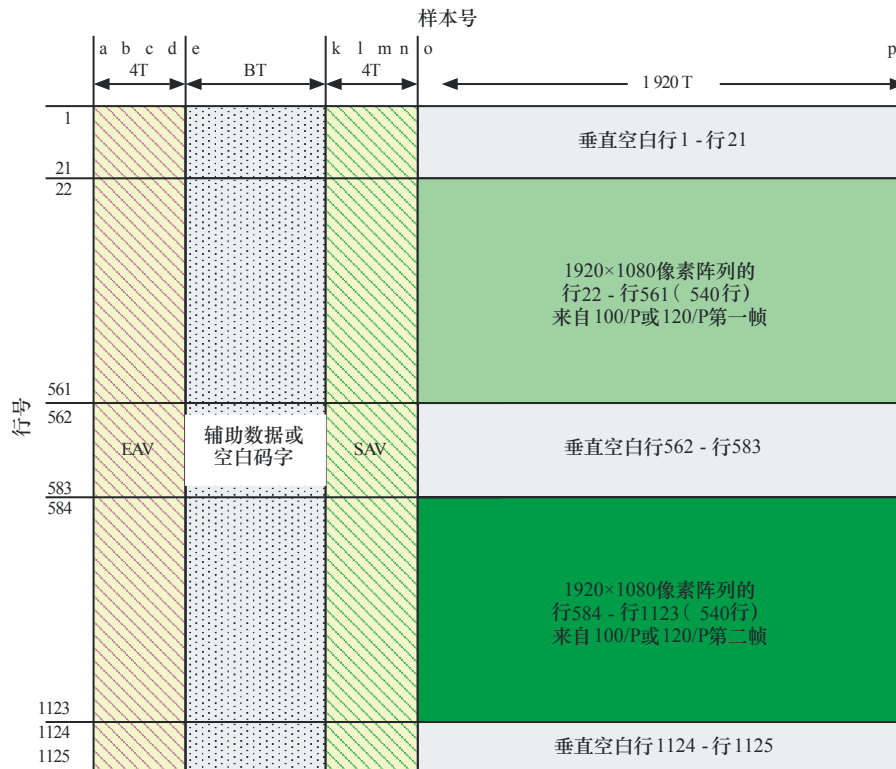 样本号
a b c d e k l m n o p
4T BT 4T 1 920 T
1
垂直空白行1 - 行21
21
22
1920×1080像素阵列的
行22 - 行561( 540行)
来自100/P或120/P第一帧
561
行号
562
EAV
辅助数据或
空白码字
SAV
垂直空白行562 - 行583
583
584
1920×1080像素阵列的
行584 - 行1123( 540行)
来自100/P或120/P第二帧
1123
1124
垂直空白行1124 - 行1125
1125